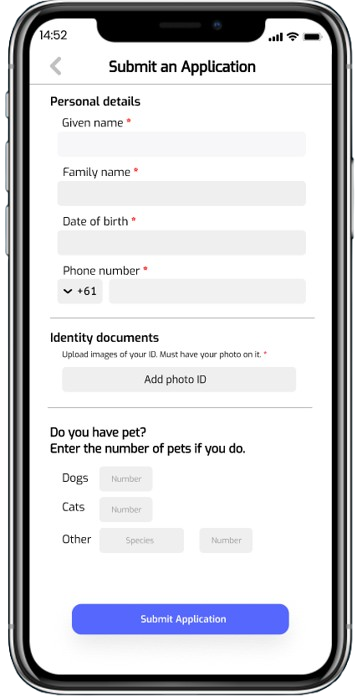 14:52
Submit an Application
Personal details
Given name *
Family name *
Date of birth *
Phone number *
+61
Identity documents
Upload images of your ID. Must have your photo on it. *
Add photo ID
Do you have pet?
Enter the number of pets if you do.
Dogs Number
Cats Number
Other Species Number
Submit Application